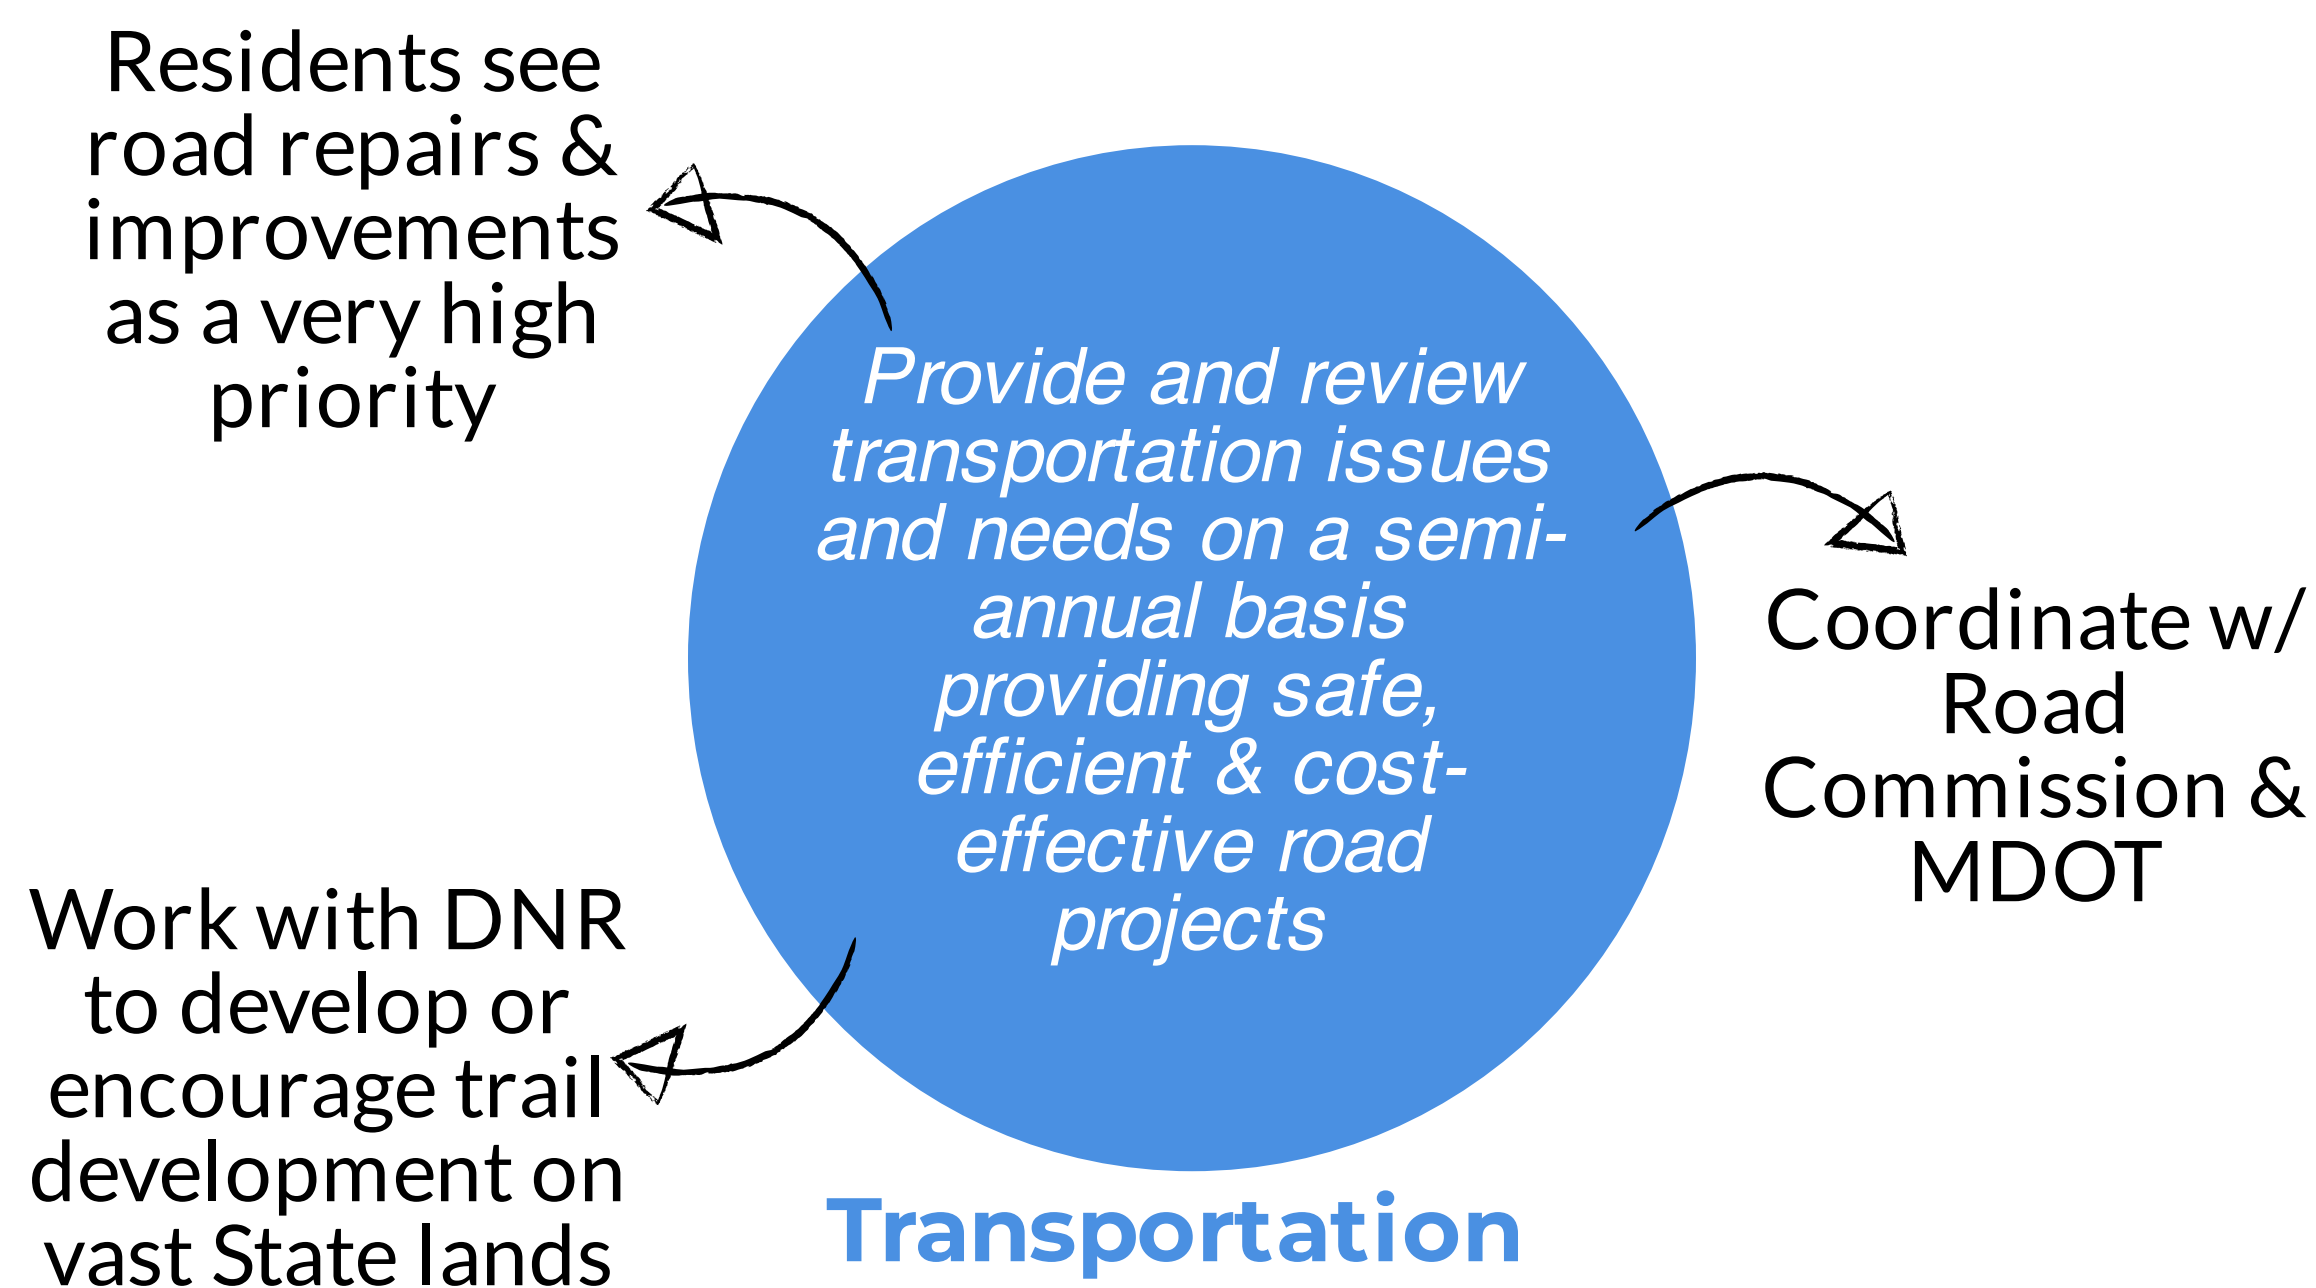 Residents see
road repairs &
improvements
as a very high
priority
Provide and review
transportation issues
and needs on a semi-
annual basis
providing safe,
efficient & cost-
effective road
projects
Coordinate w/
Road
Commission &
MDOT
Work with DNR
to develop or
encourage trail
development on
vast State lands
Transportation